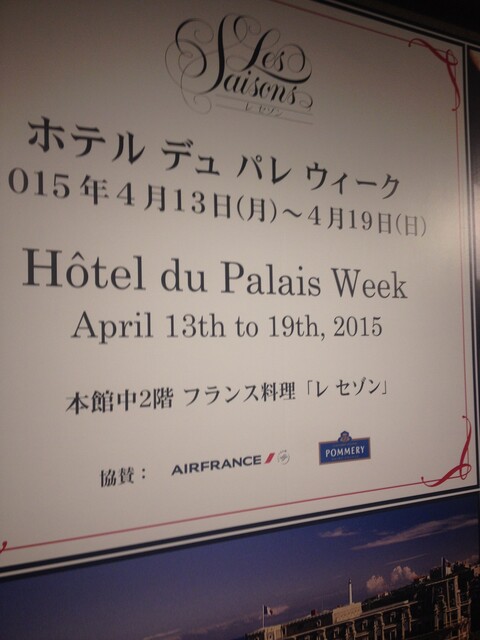 Les Saisons
レ セゾン
ホテル デュ パレ ウィーク
015年4月13日(月)～4月19日(日)
Hôtel du Palais Week
April 13th to 19th, 2015
本館中2階 フランス料理「レ セゾン」
協賛： AIRFRANCE POMMERY